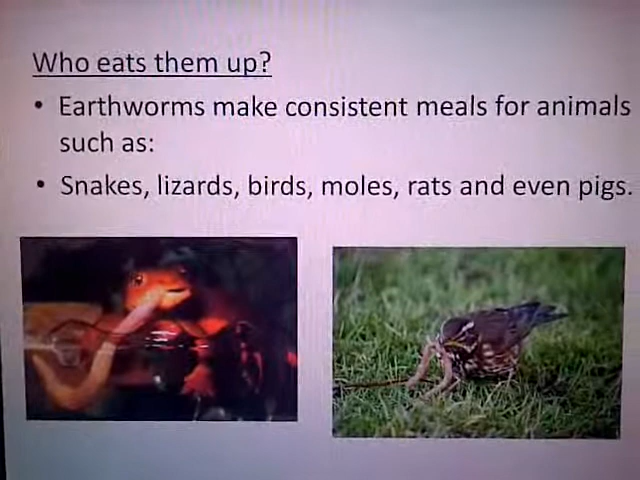 Who eats them up?
• Earthworms make consistent meals for animals
such as:
• Snakes, lizards, birds, moles, rats and even pigs.